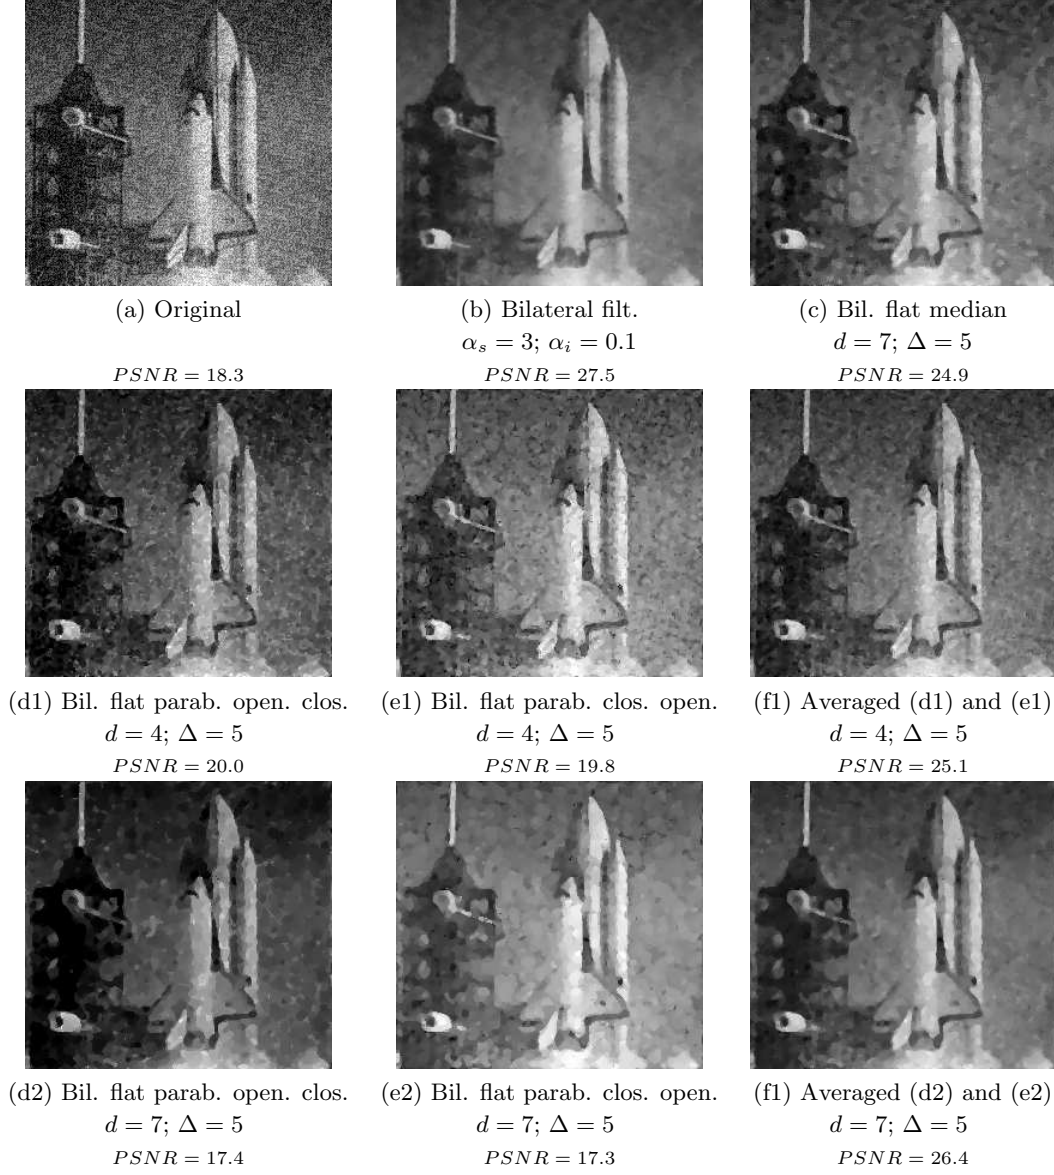 (a) Original
(b) Bilateral filt.
α_s = 3; α_i = 0.1
(c) Bil. flat median
d = 7; Δ = 5
PSNR = 18.3
PSNR = 27.5
PSNR = 24.9
(d1) Bil. flat parab. open. clos.
d = 4; Δ = 5
PSNR = 20.0
(e1) Bil. flat parab. clos. open.
d = 4; Δ = 5
PSNR = 19.8
(f1) Averaged (d1) and (e1)
d = 4; Δ = 5
PSNR = 25.1
(d2) Bil. flat parab. open. clos.
d = 7; Δ = 5
PSNR = 17.4
(e2) Bil. flat parab. clos. open.
d = 7; Δ = 5
PSNR = 17.3
(f1) Averaged (d2) and (e2)
d = 7; Δ = 5
PSNR = 26.4